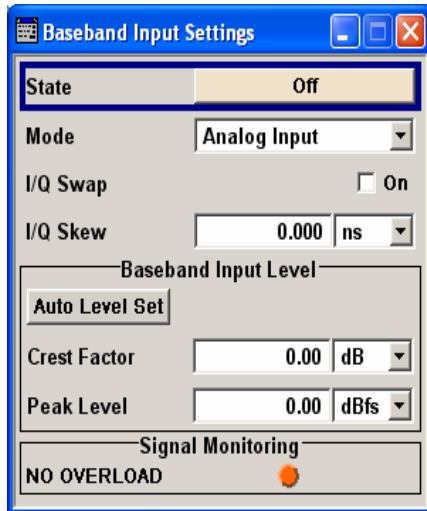 Baseband Input Settings
State Off
Mode Analog Input
I/Q Swap On
I/Q Skew 0.000 ns
Baseband Input Level
Auto Level Set
Crest Factor 0.00 dB
Peak Level 0.00 dBfs
Signal Monitoring
NO OVERLOAD